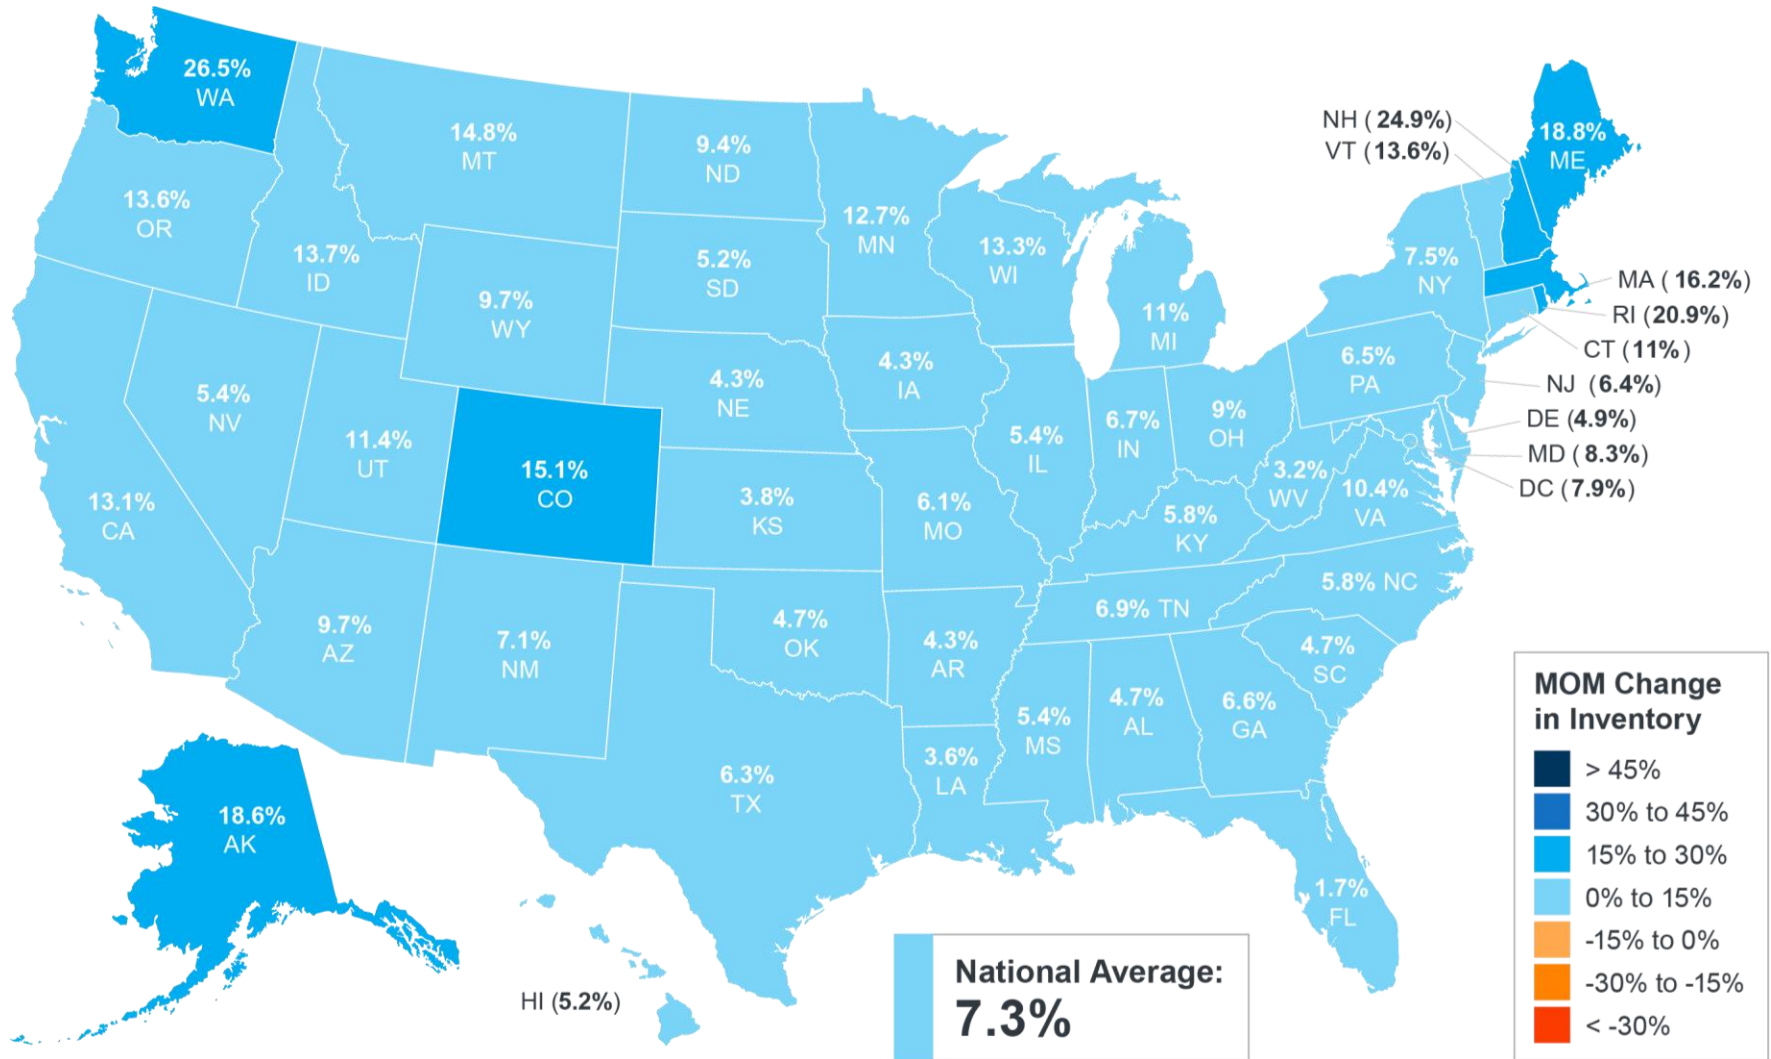 26.5%
WA
14.8%
MT
9.4%
ND
13.6%
OR
13.7%
ID
9.7%
WY
5.2%
SD
12.7%
MN
13.3%
WI
11%
MI
NH ( 24.9%)
VT (13.6%)
18.8%
ME
7.5%
NY
MA ( 16.2%)
RI (20.9%)
CT (11%)
NJ (6.4%)
DE (4.9%)
MD ( 8.3%)
DC (7.9%)
6.5%
PA
5.4%
NV
11.4%
UT
15.1%
CO
4.3%
NE
4.3%
IA
5.4%
IL
6.7%
IN
9%
OH
3.2%
WV
10.4%
VA
13.1%
CA
3.8%
KS
6.1%
MO
5.8%
KY
5.8% NC
6.9% TN
9.7%
AZ
7.1%
NM
4.7%
OK
4.3%
AR
4.7%
SC
5.4%
MS
4.7%
AL
6.6%
GA
6.3%
TX
3.6%
LA
1.7%
FL
18.6%
AK
HI (5.2%)
National Average:
7.3%
MOM Change
in Inventory
> 45%
30% to 45%
15% to 30%
0% to 15%
-15% to 0%
-30% to -15%
< -30%